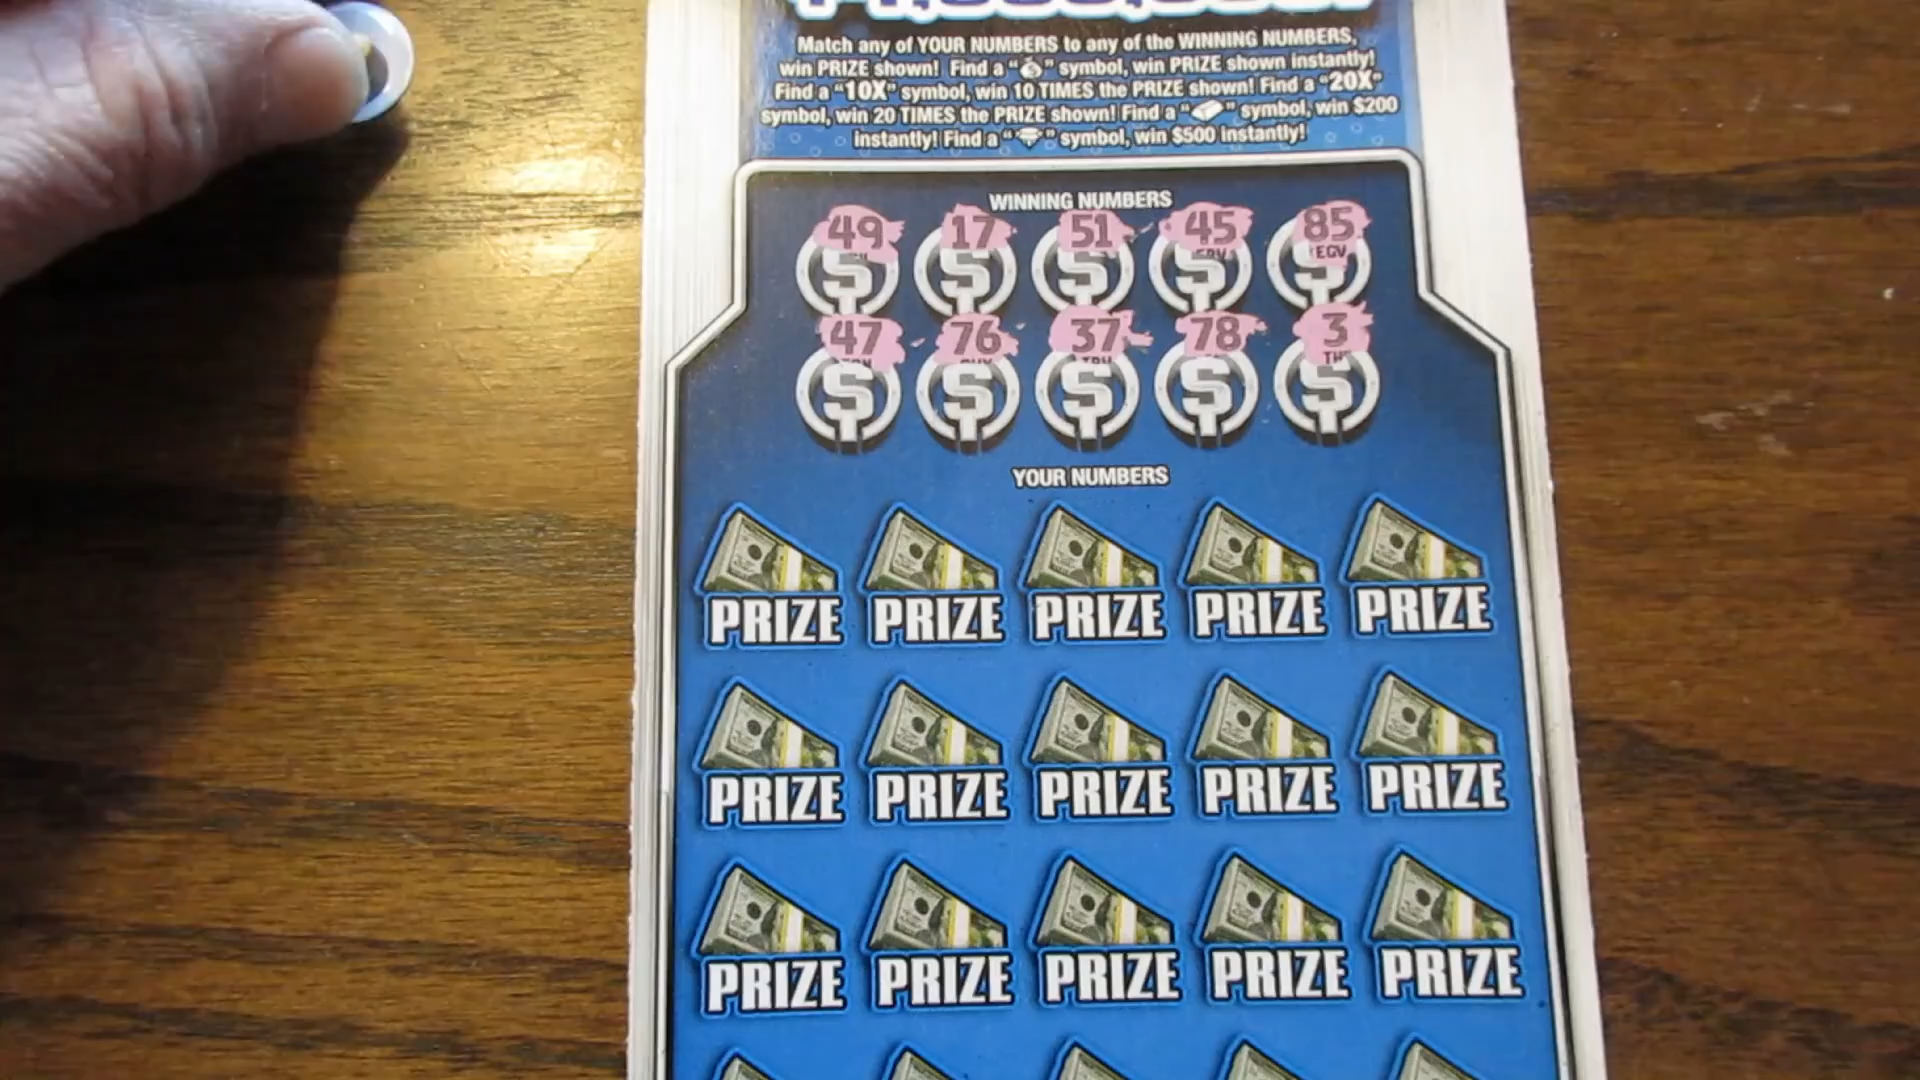 Match any of YOUR NUMBERS to any of the WINNING NUMBERS,
win PRIZE shown! Find a " " symbol, win PRIZE shown instantly!
Find a "10X" symbol, win 10 TIMES the PRIZE shown! Find a "20X"
symbol, win 20 TIMES the PRIZE shown! Find a " " symbol, win $200
instantly! Find a " " symbol, win $500 instantly!
WINNING NUMBERS
49 17 51 45 85
EGV
47 76 37 78 3
YOUR NUMBERS
PRIZE PRIZE PRIZE PRIZE PRIZE
PRIZE PRIZE PRIZE PRIZE PRIZE
PRIZE PRIZE PRIZE PRIZE PRIZE